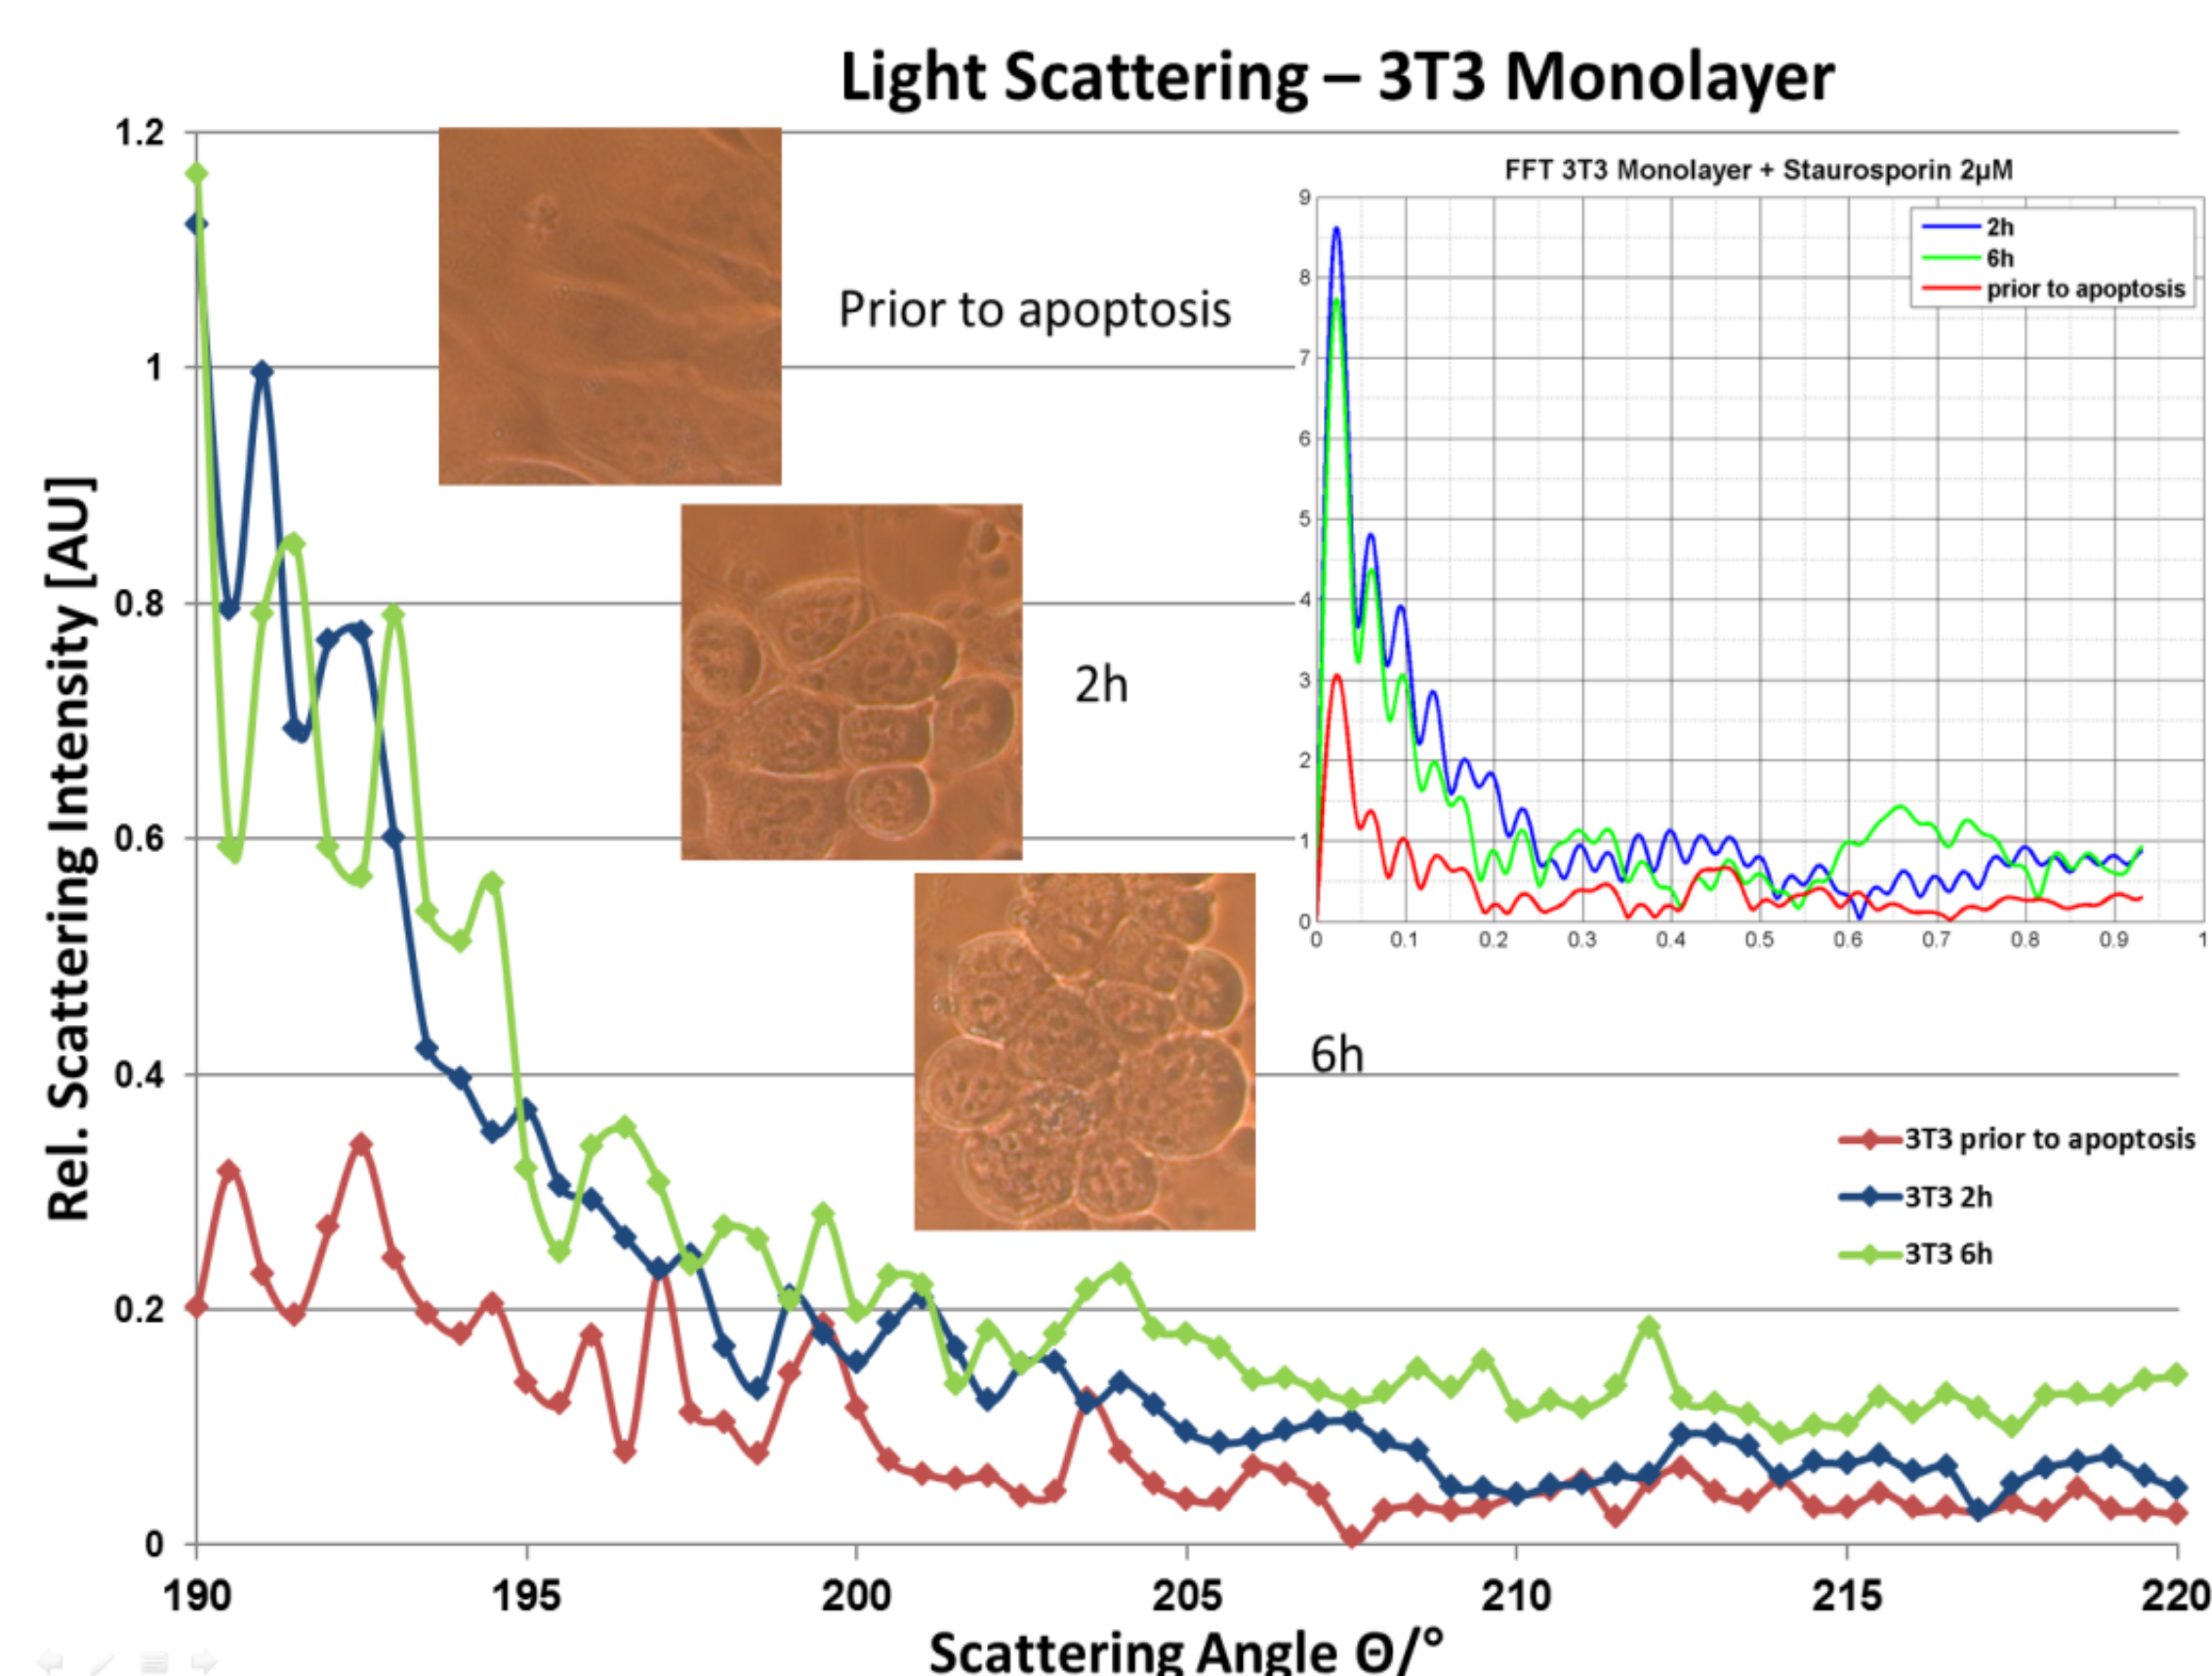 Light Scattering – 3T3 Monolayer
Rel. Scattering Intensity [AU]
1.2
1
0.8
0.6
0.4
0.2
0
190 195 200 205 210 215 220
Scattering Angle Θ/°
Prior to apoptosis
2h
6h
FFT 3T3 Monolayer + Staurosporin 2µM
9
8
7
6
5
4
3
2
1
0
0 0.1 0.2 0.3 0.4 0.5 0.6 0.7 0.8 0.9 1
2h
6h
prior to apoptosis
3T3 prior to apoptosis
3T3 2h
3T3 6h